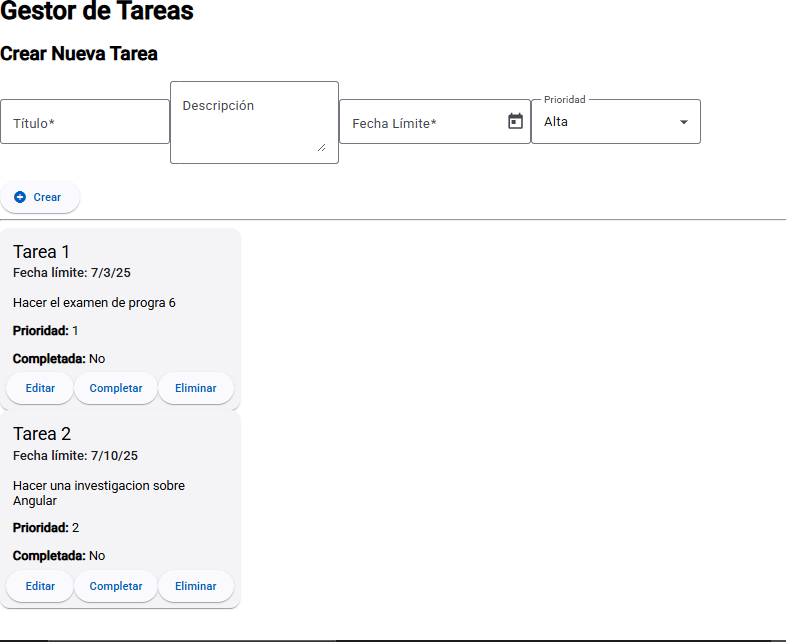 Gestor de Tareas
Crear Nueva Tarea
Título*
Descripción
Fecha Límite*
Prioridad
Alta
Crear
Tarea 1
Fecha límite: 7/3/25
Hacer el examen de progra 6
Prioridad: 1
Completada: No
Editar Completar Eliminar
Tarea 2
Fecha límite: 7/10/25
Hacer una investigacion sobre
Angular
Prioridad: 2
Completada: No
Editar Completar Eliminar